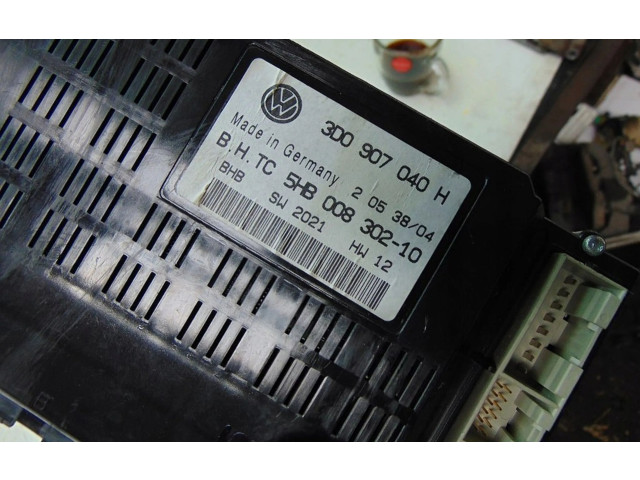 3D0 907 040 H
Made in Germany 2 05 38/04
B.H.TC 5HB 008 302-10
BHB SW 2021 HW 12